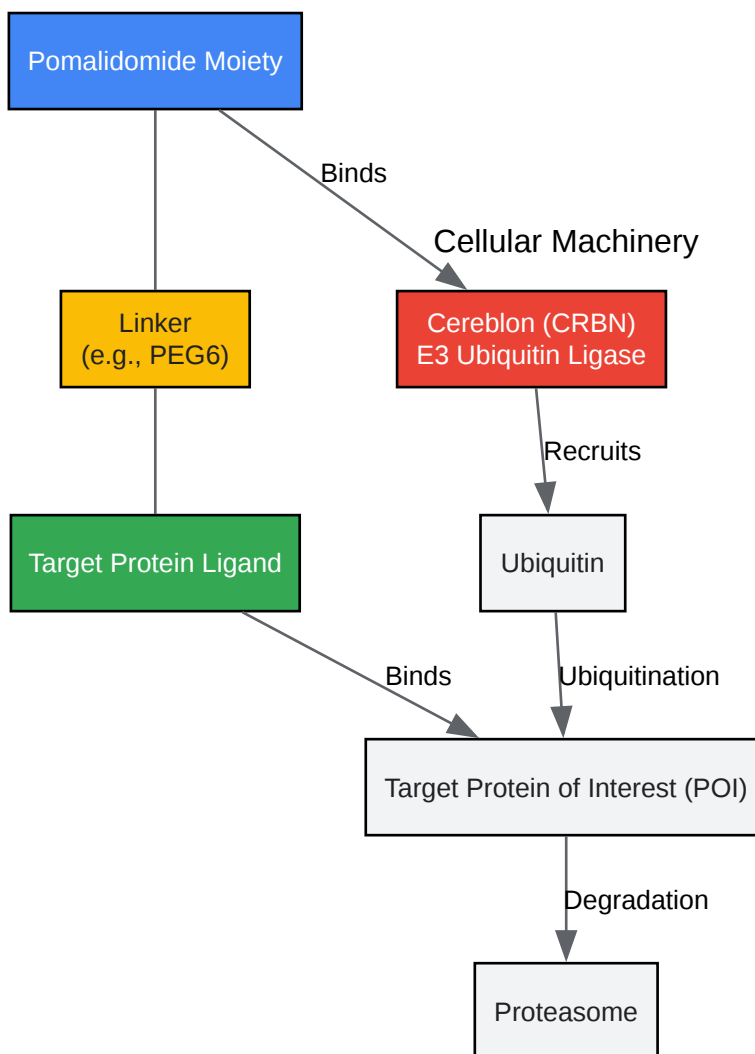 Pomalidomide Moiety
Binds
Cellular Machinery
Linker
(e.g., PEG6)
Cereblon (CRBN)
E3 Ubiquitin Ligase
Recruits
Target Protein Ligand
Ubiquitin
Binds
Ubiquitination
Target Protein of Interest (POI)
Degradation
Proteasome